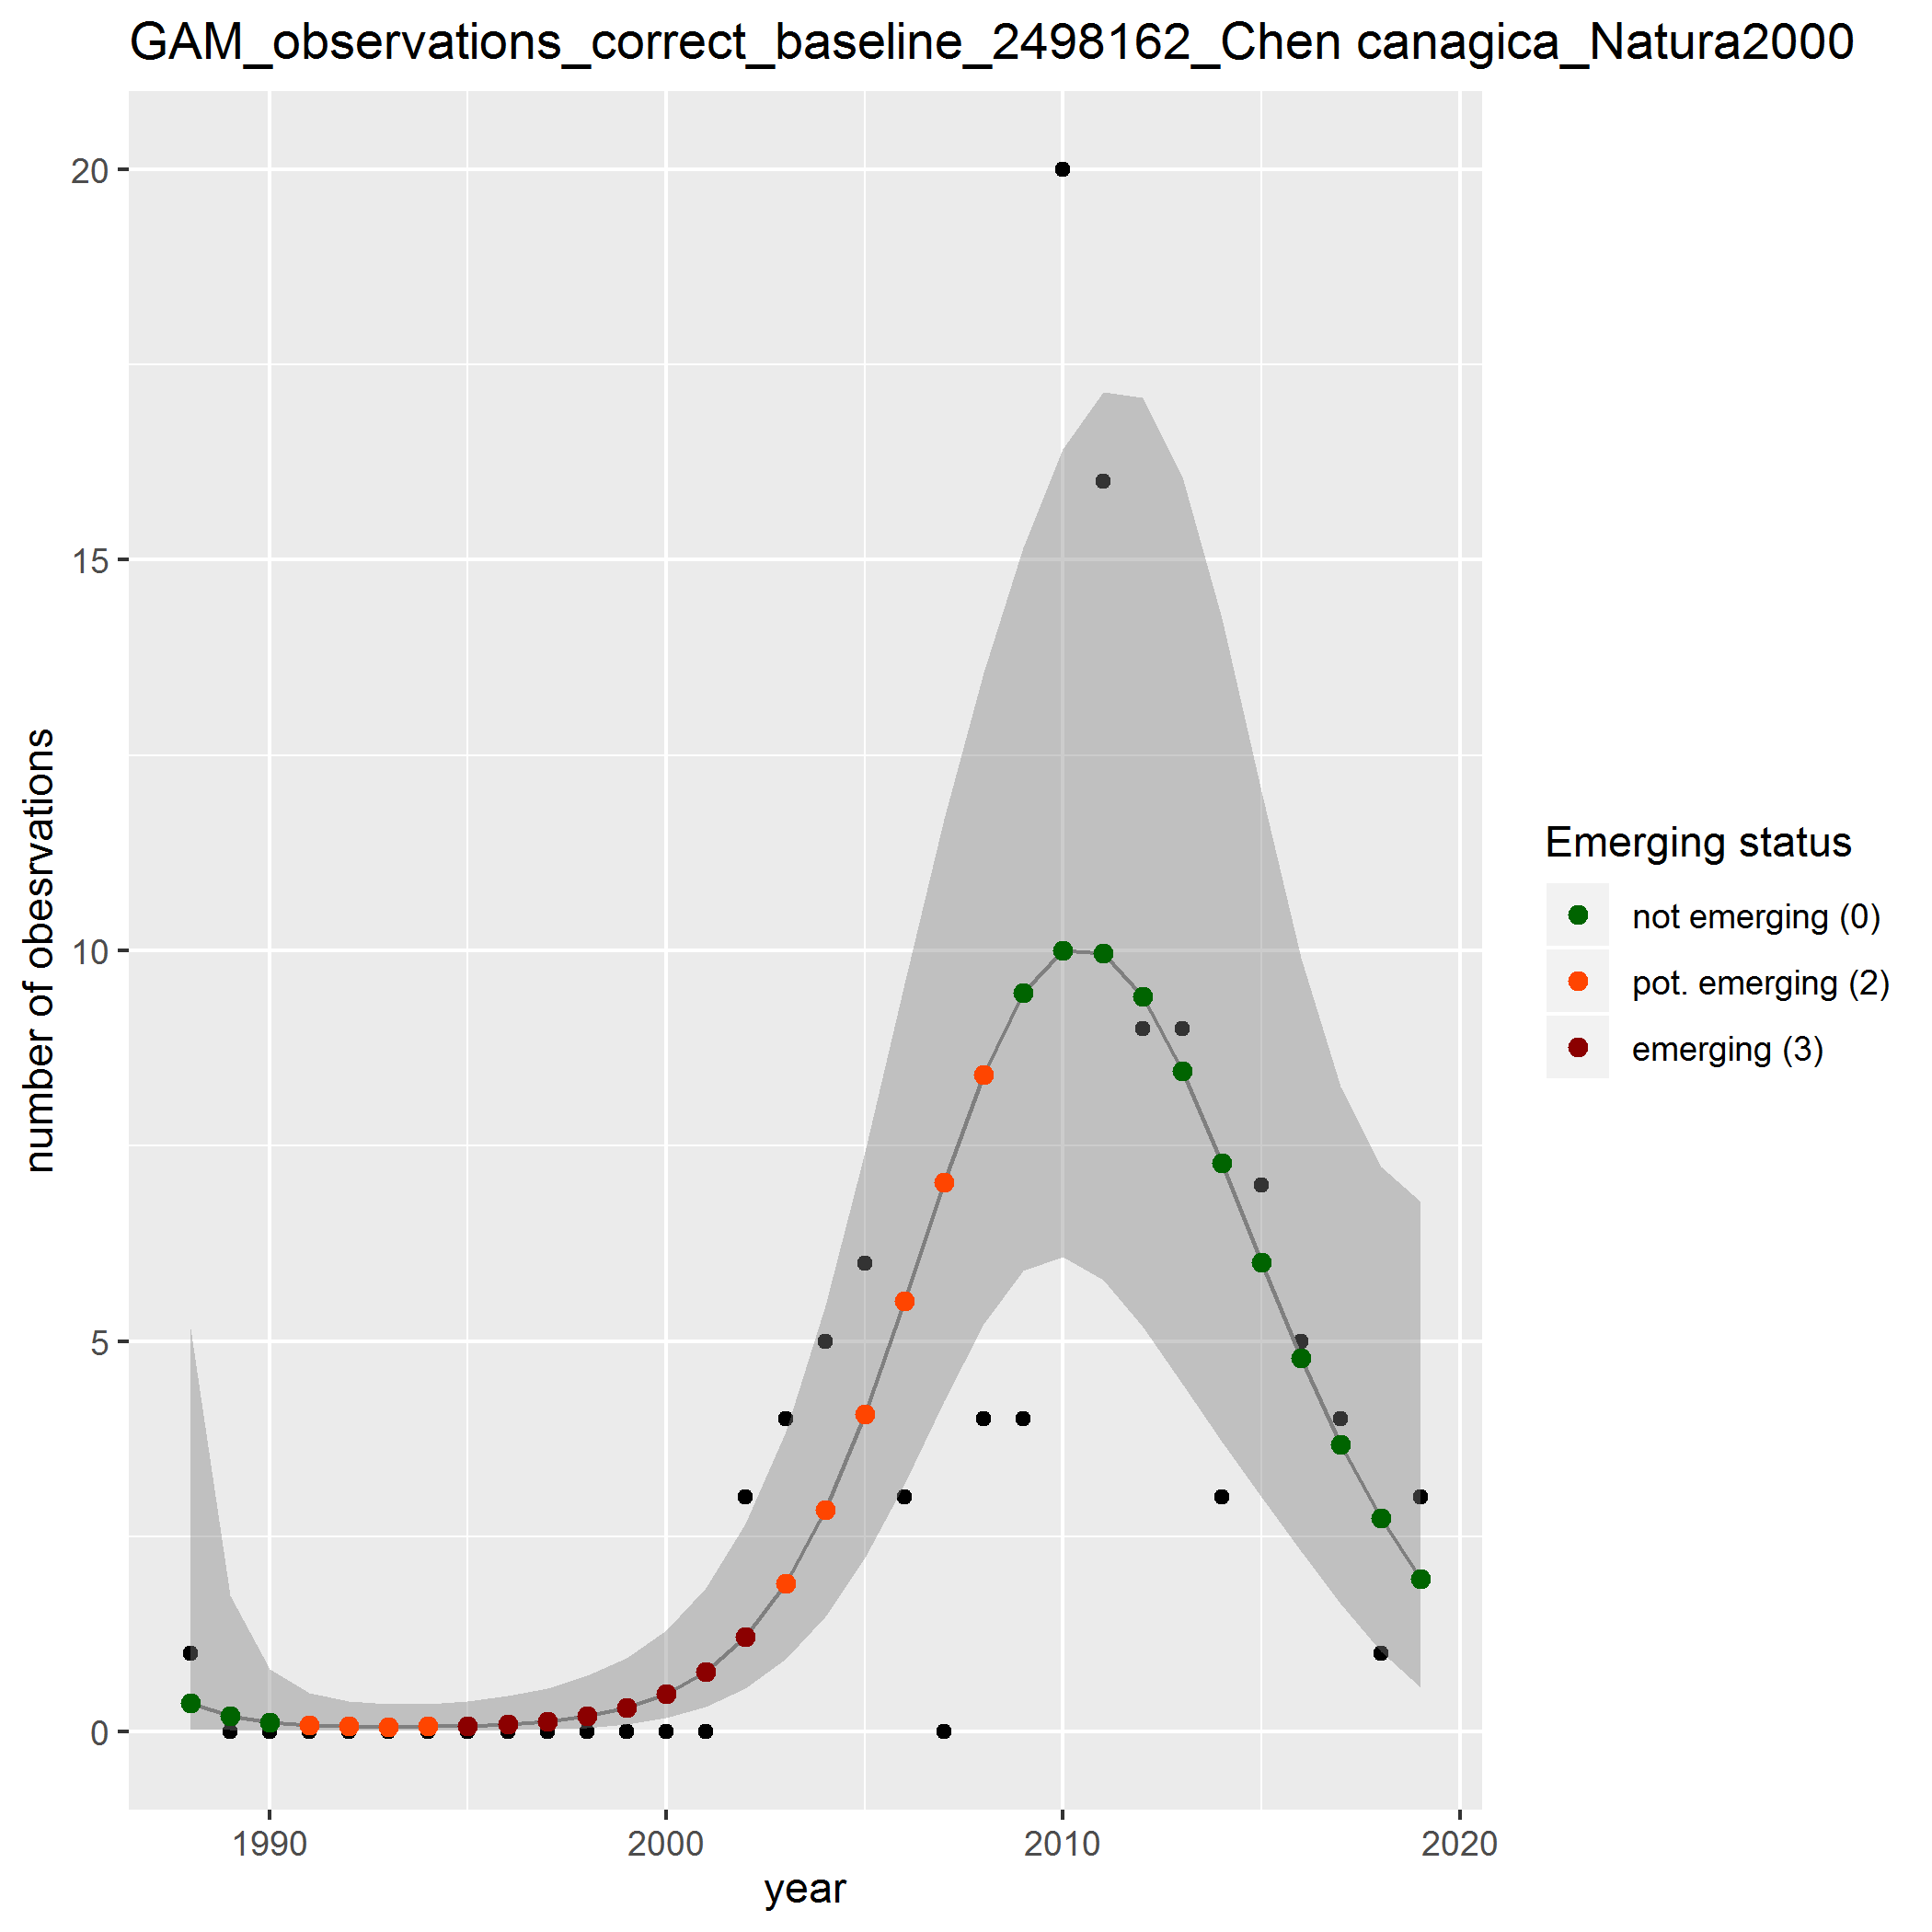 GAM_observations_correct_baseline_2498162_Chen canagica_Natura2000
20
15
10
5
0
number of obesrvations
1990
2000
2010
2020
year
Emerging status
not emerging (0)
pot. emerging (2)
emerging (3)